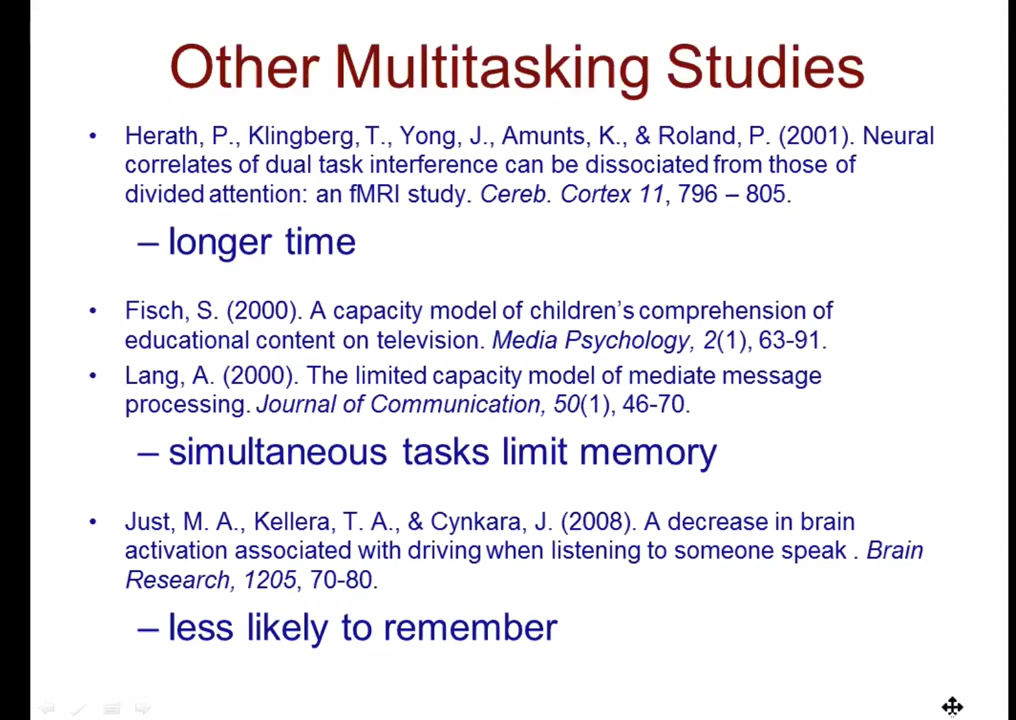 Other Multitasking Studies
• Herath, P., Klingberg, T., Yong, J., Amunts, K., & Roland, P. (2001). Neural
correlates of dual task interference can be dissociated from those of
divided attention: an fMRI study. Cereb. Cortex 11, 796 – 805.
– longer time
• Fisch, S. (2000). A capacity model of children's comprehension of
educational content on television. Media Psychology, 2(1), 63-91.
• Lang, A. (2000). The limited capacity model of mediate message
processing. Journal of Communication, 50(1), 46-70.
– simultaneous tasks limit memory
• Just, M. A., Kellera, T. A., & Cynkara, J. (2008). A decrease in brain
activation associated with driving when listening to someone speak . Brain
Research, 1205, 70-80.
– less likely to remember